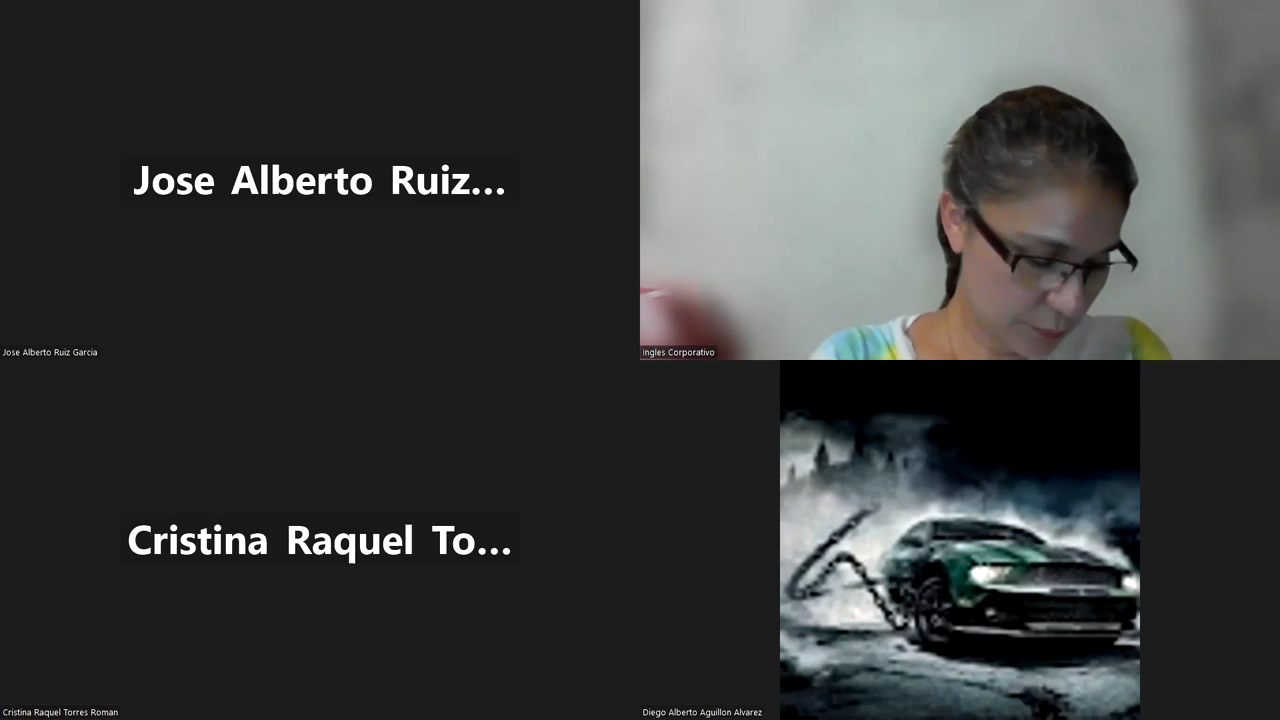 Jose Alberto Ruiz...
Jose Alberto Ruiz Garcia
Ingles Corporativo
Cristina Raquel To...
Cristina Raquel Torres Roman
Diego Alberto Aguillon Alvarez